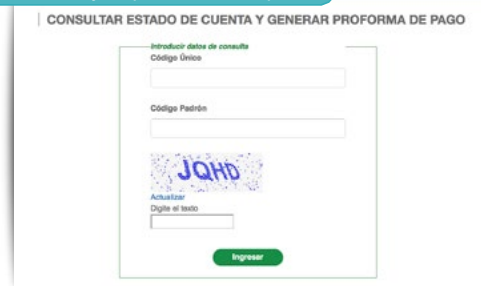 CONSULTAR ESTADO DE CUENTA Y GENERAR PROFORMA DE PAGO
Introducir datos de consulta
Código Único
Código Padrón
JQHD
Actualizar
Digite el texto
Ingresar